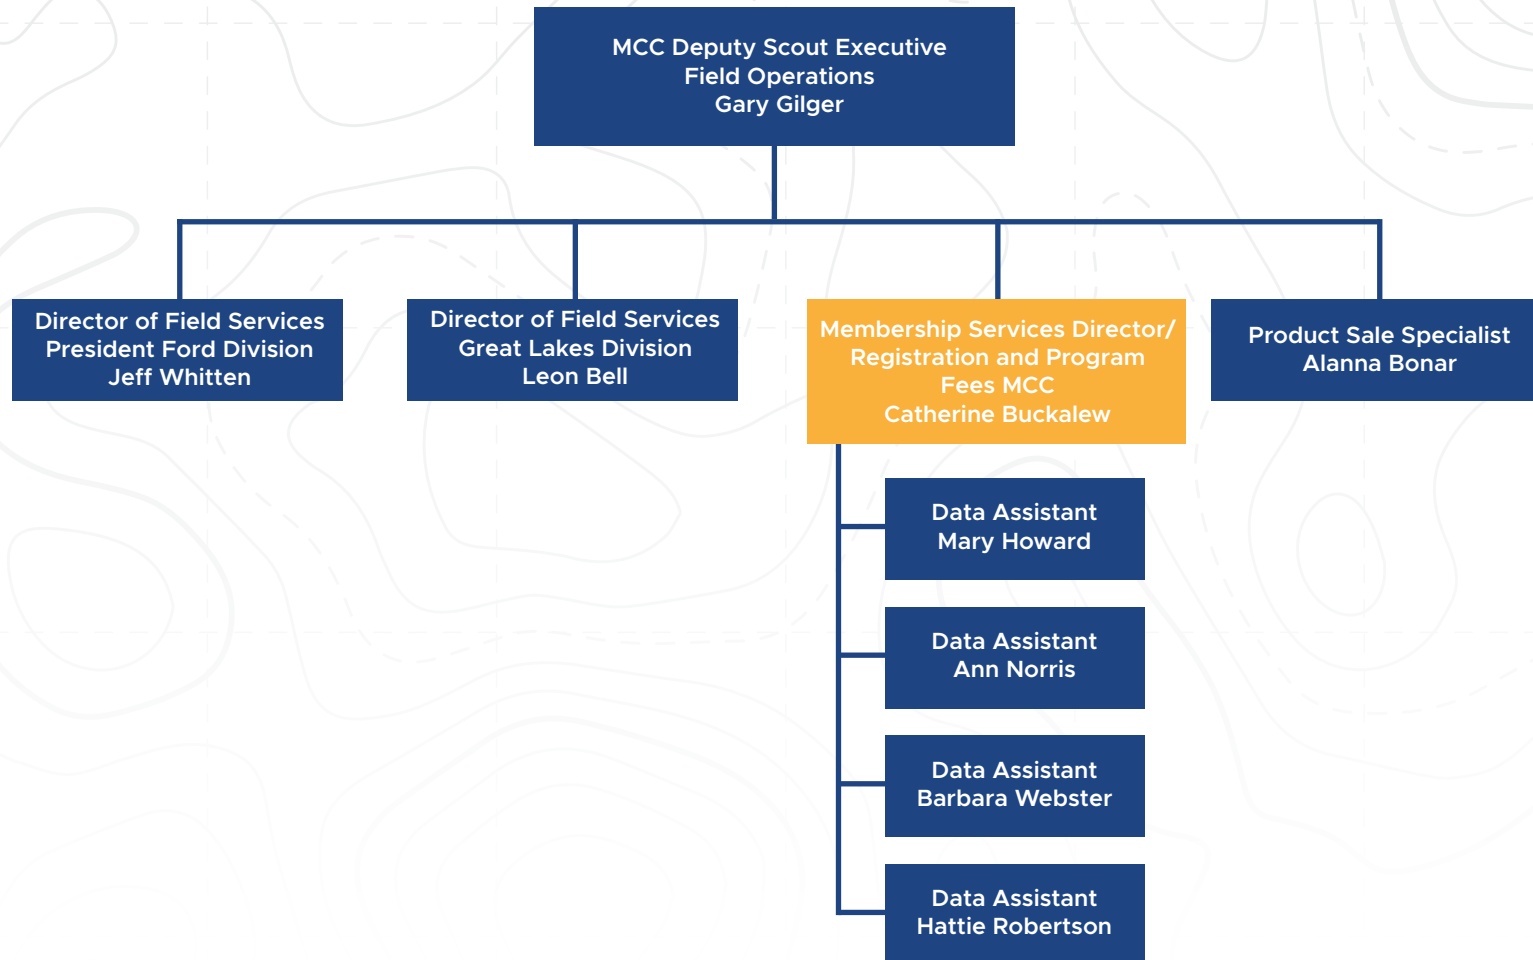 MCC Deputy Scout Executive
Field Operations
Gary Gilger
Director of Field Services
President Ford Division
Jeff Whitten
Director of Field Services
Great Lakes Division
Leon Bell
Membership Services Director/
Registration and Program
Fees MCC
Catherine Buckalew
Product Sale Specialist
Alanna Bonar
Data Assistant
Mary Howard
Data Assistant
Ann Norris
Data Assistant
Barbara Webster
Data Assistant
Hattie Robertson